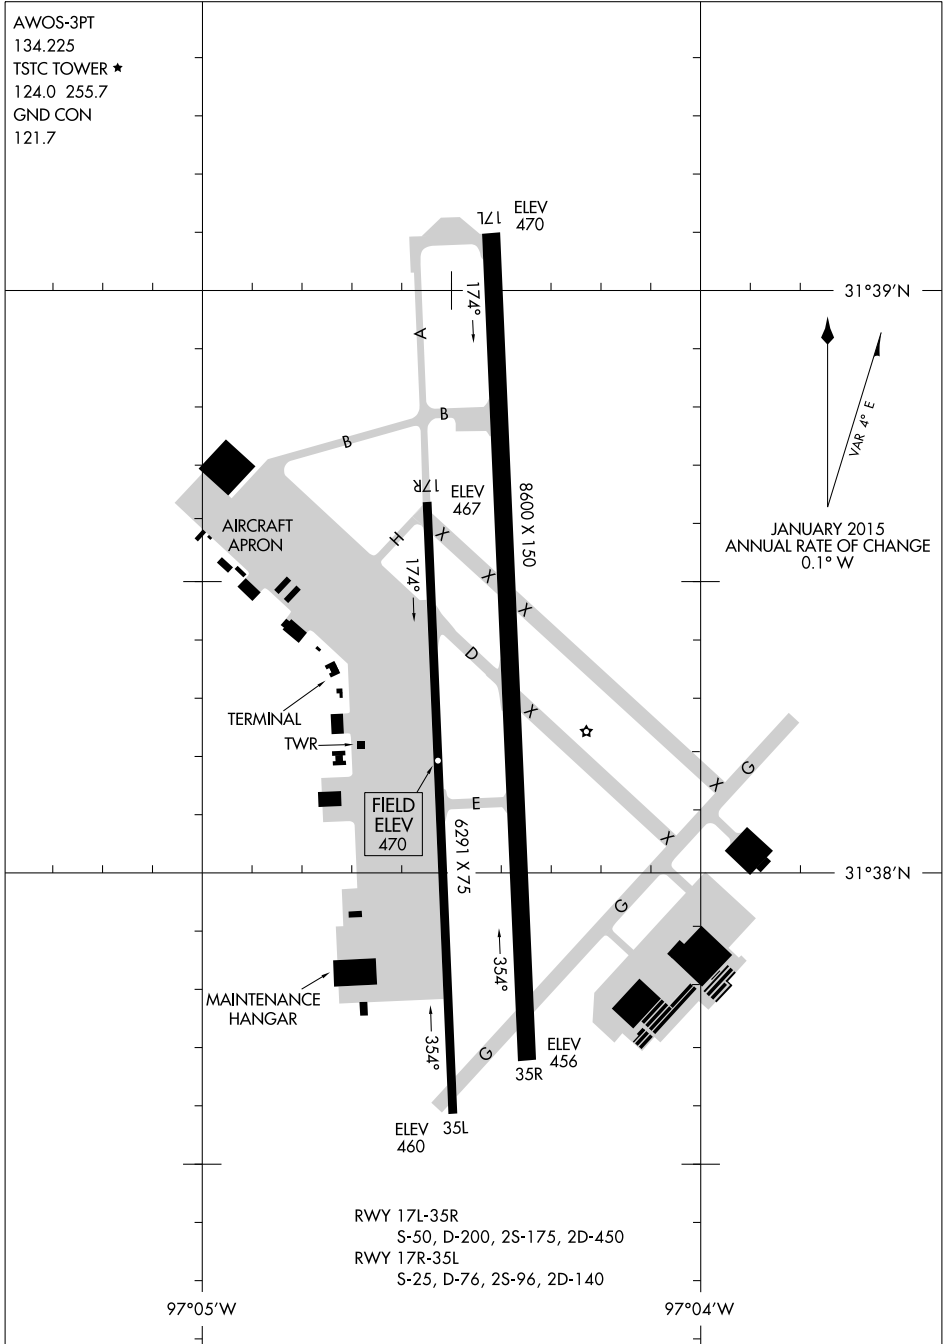 AWOS-3PT
134.225
TSTC TOWER ★
124.0 255.7
GND CON
121.7
17L
ELEV
470
31°39'N
174°
A
B
B
VAR 4° E
17R
ELEV
467
8600 X 150
AIRCRAFT
APRON
JANUARY 2015
ANNUAL RATE OF CHANGE
0.1° W
H
X
X
X
174°
D
X
TERMINAL
TWR
G
X
FIELD
ELEV
470
E
6291 X 75
X
31°38'N
G
354°
MAINTENANCE
HANGAR
354°
G
ELEV
456
35R
ELEV
460
35L
RWY 17L-35R
S-50, D-200, 2S-175, 2D-450
RWY 17R-35L
S-25, D-76, 2S-96, 2D-140
97°05'W
97°04'W